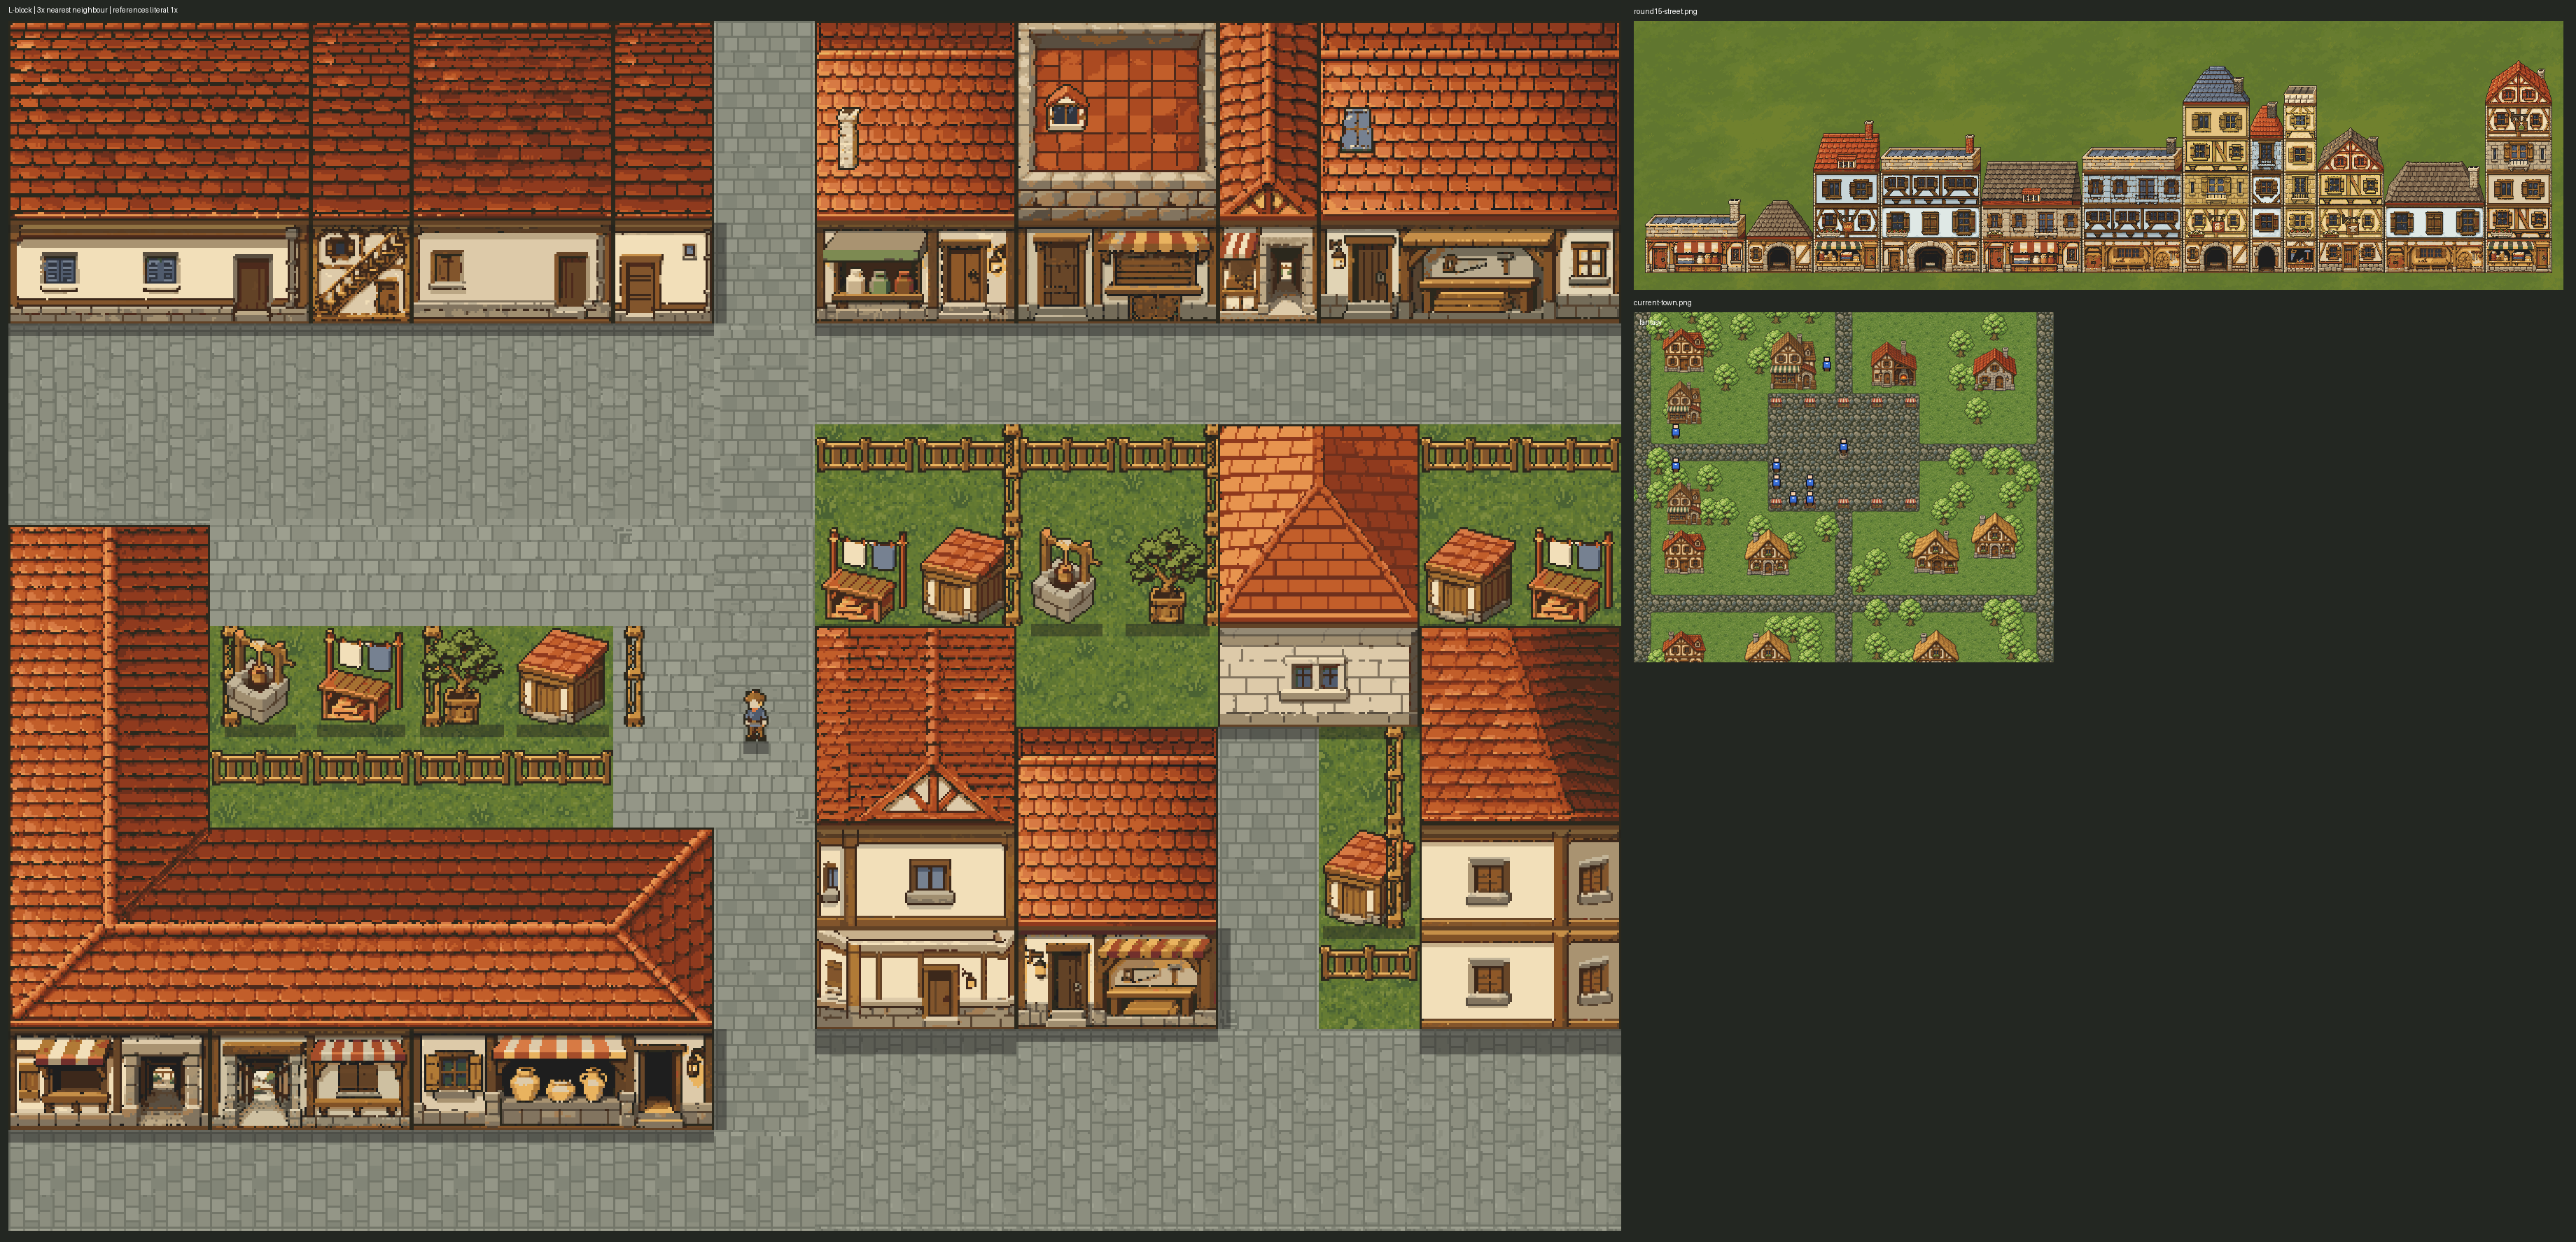 L-block | 3x nearest neighbour | references literal 1x
round15-street.png
current-town.png